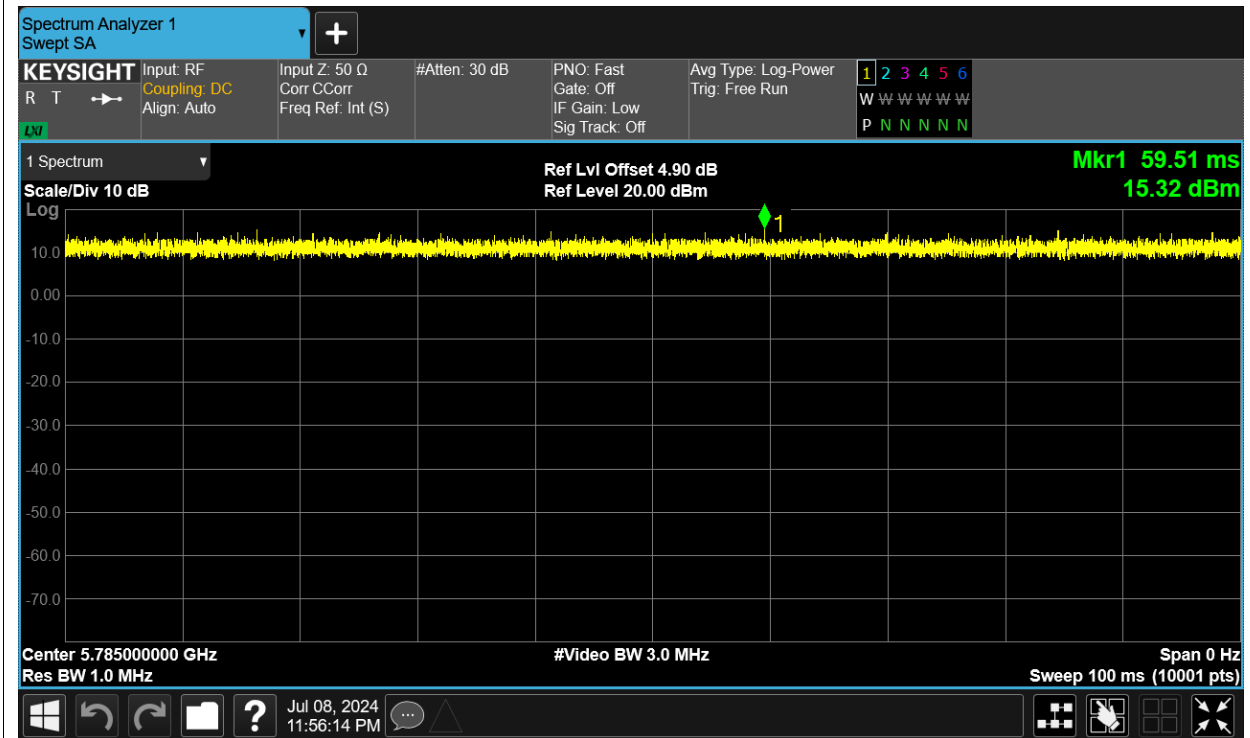 Spectrum Analyzer 1
Swept SA
KEYSIGHT
R T
LXI
Input: RF
Coupling: DC
Align: Auto
Input Z: 50 Ω
Corr CCorr
Freq Ref: Int (S)
#Atten: 30 dB
PNO: Fast
Gate: Off
IF Gain: Low
Sig Track: Off
Avg Type: Log-Power
Trig: Free Run
1 2 3 4 5 6
W W W W W W
P N N N N N
1 Spectrum
Scale/Div 10 dB
Ref Lvl Offset 4.90 dB
Ref Level 20.00 dBm
Mkr1 59.51 ms
15.32 dBm
Log
1
10.0
0.00
-10.0
-20.0
-30.0
-40.0
-50.0
-60.0
-70.0
Center 5.785000000 GHz
Res BW 1.0 MHz
#Video BW 3.0 MHz
Span 0 Hz
Sweep 100 ms (10001 pts)
?
Jul 08, 2024
11:56:14 PM